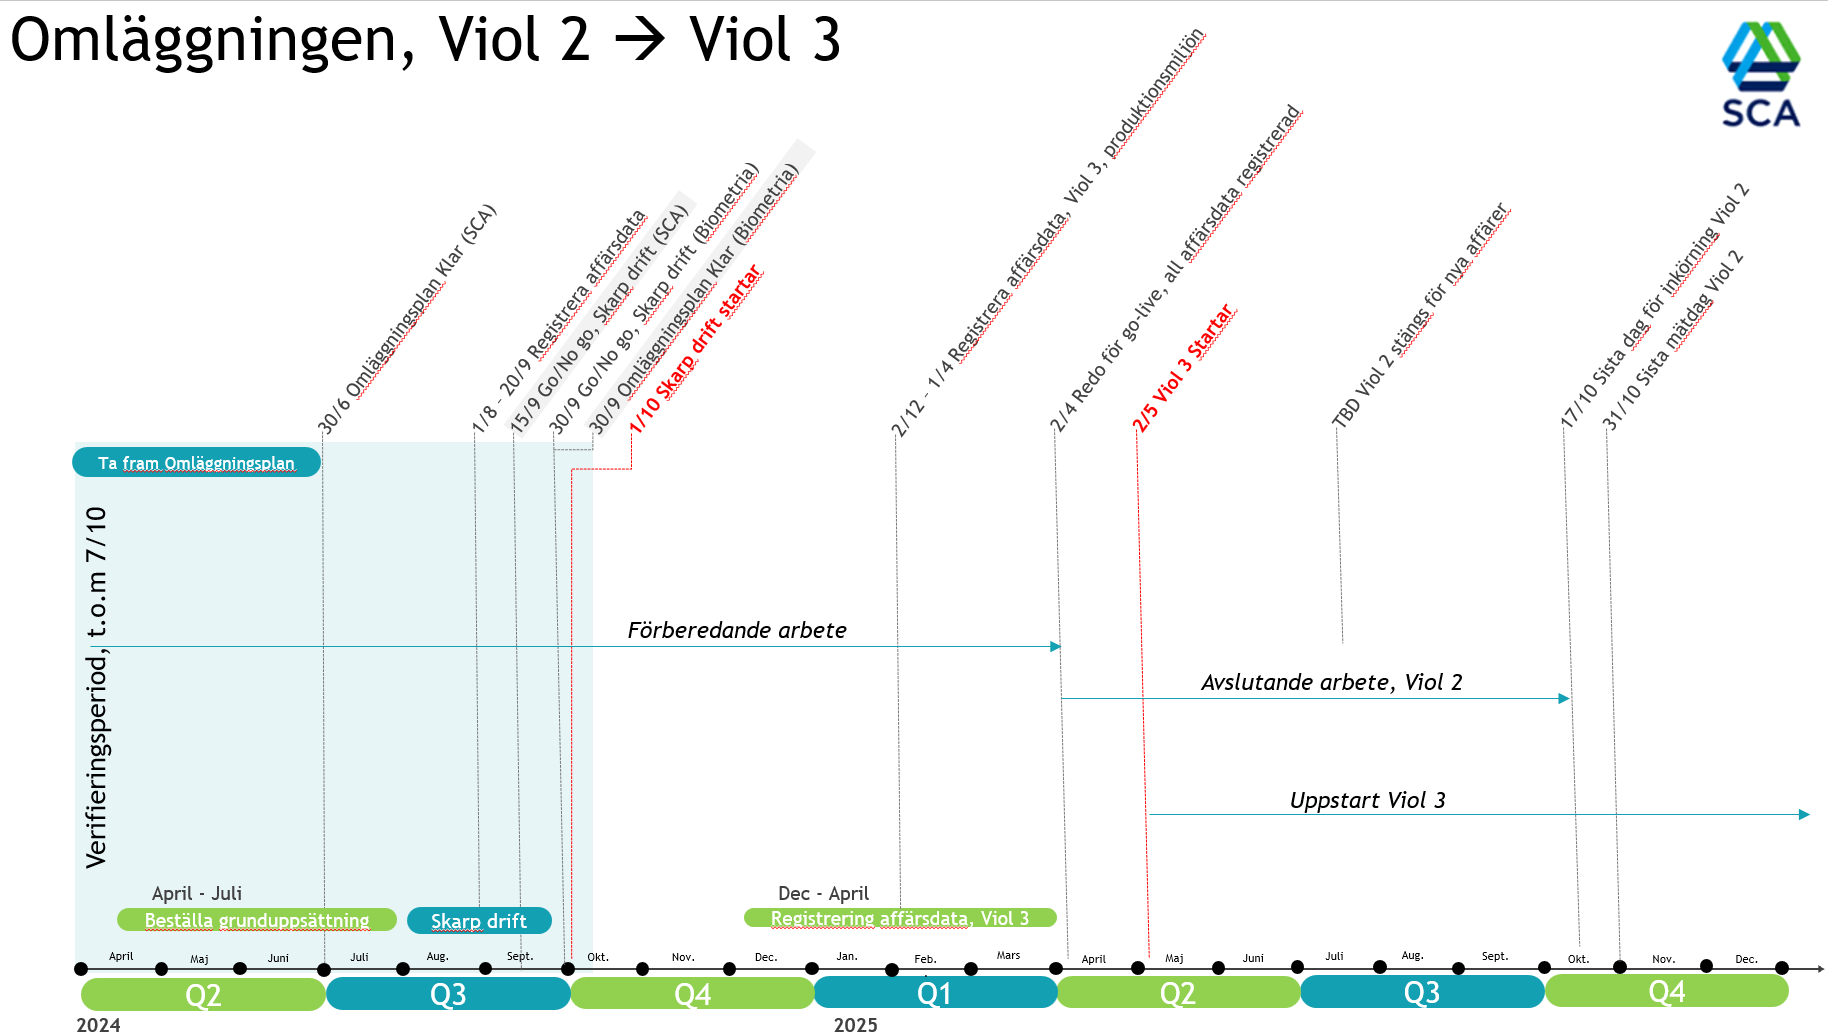 Omläggningen, Viol 2 → Viol 3
SCA
30/6 Omläggningsplan Klar (SCA)
1/8 - 20/9 Registrera affärsdata
15/9 Go/No go, Skarp drift (SCA)
30/9 Go/No go, Skarp drift (Biometria)
30/9 Omläggningsplan Klar (Biometria)
1/10 Skarp drift startar
2/12 - 1/4 Registrera affärsdata, Viol 3, produktionsmiljön
2/4 Redo för go-live, all affärsdata registrerad
2/5 Viol 3 Startar
TBD Viol 2 stängs för nya affärer
17/10 Sista dag för inkörning Viol 2
31/10 Sista mätdag Viol 2
Ta fram Omläggningsplan
Verifieringsperiod, t.o.m 7/10
Förberedande arbete
Avslutande arbete, Viol 2
Uppstart Viol 3
April - Juli
Beställa grunduppsättning
Skarp drift
Dec - April
Registrering affärsdata, Viol 3
April Maj Juni Juli Aug. Sept. Okt. Nov. Dec. Jan. Feb. Mars April Maj Juni Juli Aug. Sept. Okt. Nov. Dec.
Q2 Q3 Q4 Q1 Q2 Q3 Q4
2024 2025